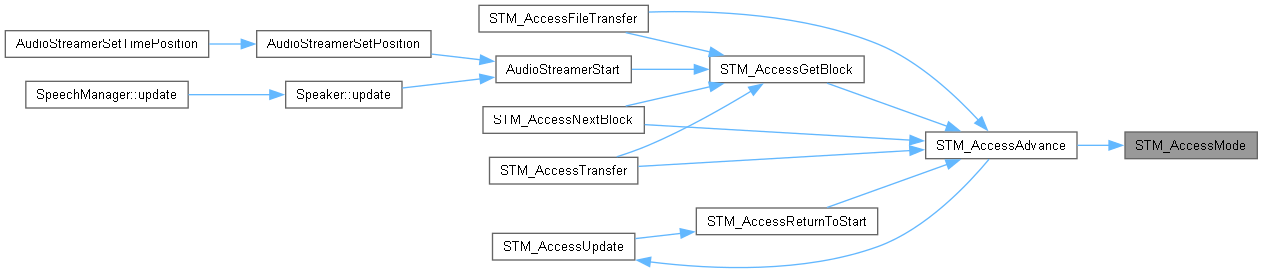 STM_AccessFileTransfer
AudioStreamerSetTimePosition
AudioStreamerSetPosition
AudioStreamerStart
STM_AccessGetBlock
SpeechManager::update
Speaker::update
STM_AccessNextBlock
STM_AccessAdvance
STM_AccessMode
STM_AccessTransfer
STM_AccessReturnToStart
STM_AccessUpdate